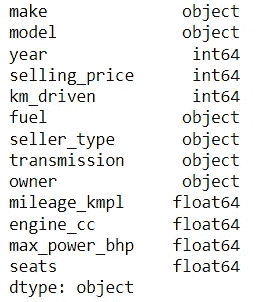 make object
model object
year int64
selling_price int64
km_driven int64
fuel object
seller_type object
transmission object
owner object
mileage_kmpl float64
engine_cc float64
max_power_bhp float64
seats float64
dtype: object